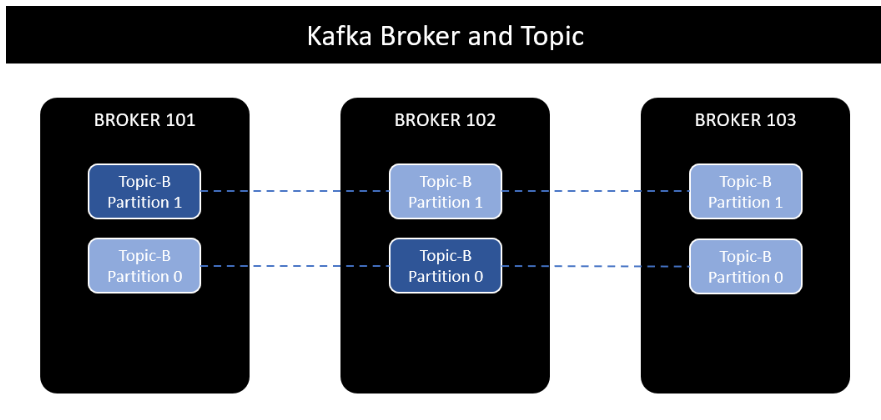 Kafka Broker and Topic
BROKER 101
Topic-B
Partition 1
Topic-B
Partition 0
BROKER 102
Topic-B
Partition 1
Topic-B
Partition 0
BROKER 103
Topic-B
Partition 1
Topic-B
Partition 0